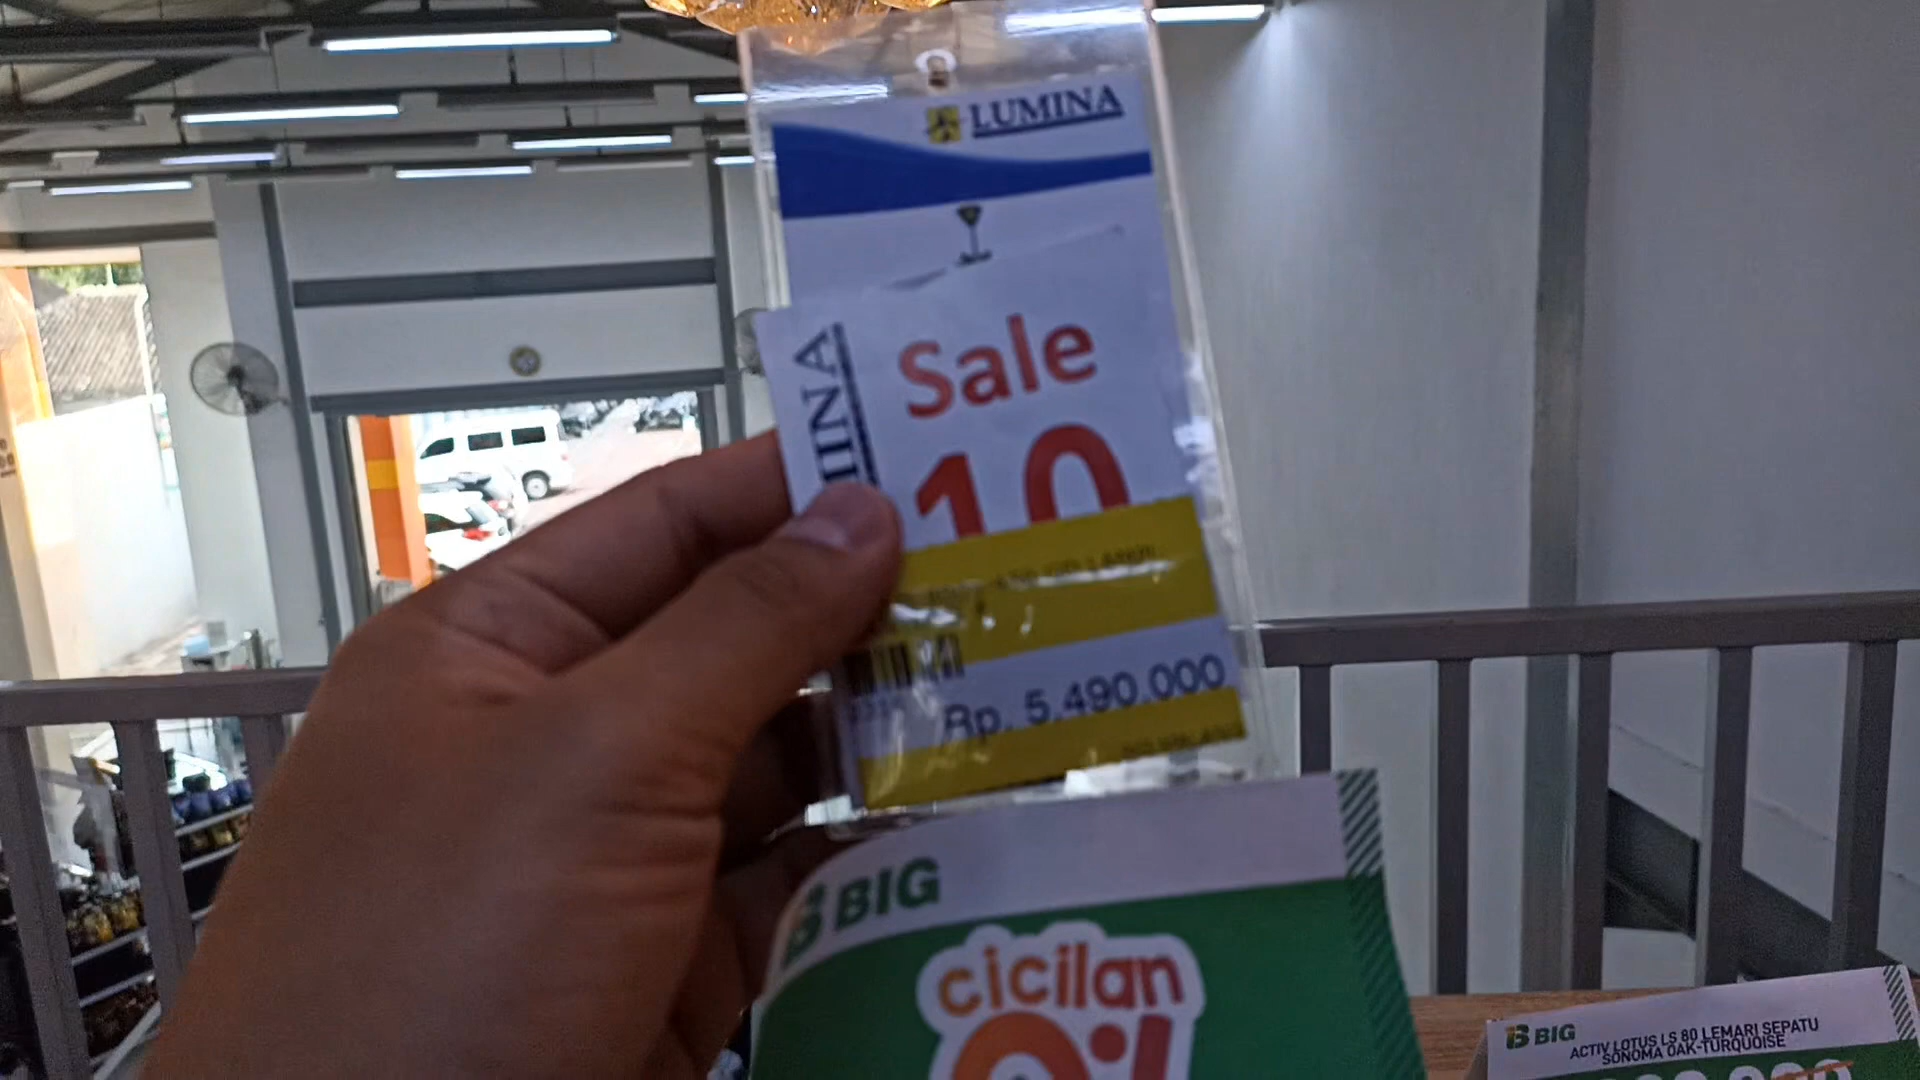 LUMINA
Sale
10
Rp. 5.490.000
BIG
cicilan
BIG
ACTIV LOTUS LS 80 LEMARI SEPATU
SONOMA OAK-TURQUOISE